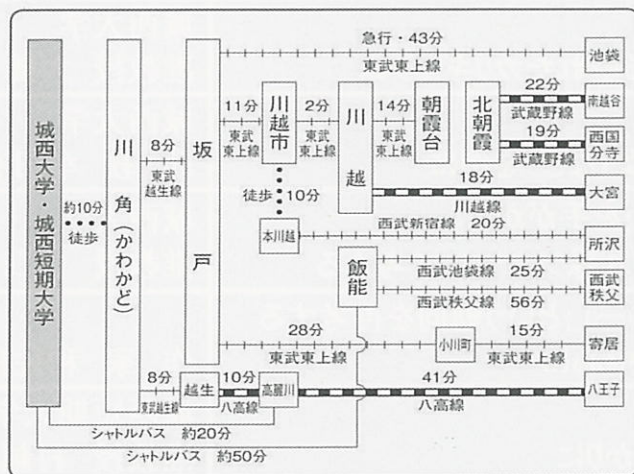 城西大学・城西短期大学
約10分
徒歩
川角(かわかど)
8分
東武
越生線
坂戸
急行・43分
東武東上線
池袋
11分
東武
東上線
川越市
2分
東武
東上線
川越
14分
東武
東上線
朝霞台
北朝霞
22分
武蔵野線
南越谷
19分
武蔵野線
西国
分寺
18分
川越線
大宮
徒歩
10分
本川越
西武新宿線 20分
所沢
飯能
西武池袋線 25分
西武秩父線 56分
西武
秩父
28分
東武東上線
小川町
15分
東武東上線
寄居
8分
東武越生線
越生
10分
八高線
高麗川
41分
八高線
八王子
シャトルバス 約20分
シャトルバス 約50分